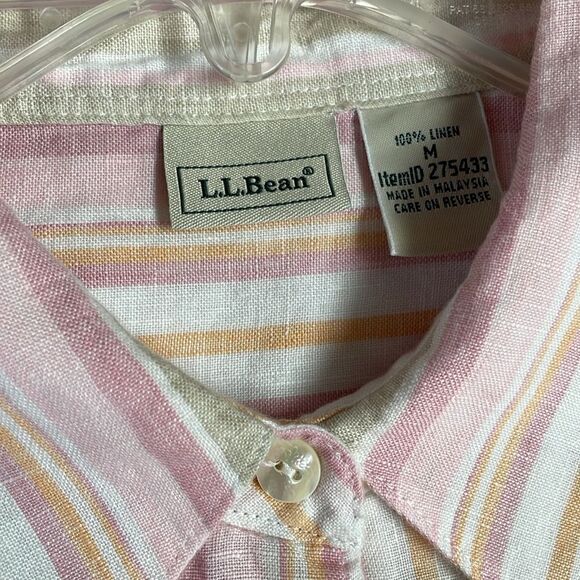 L.L.Bean®
100% LINEN
M
ItemID 275433
MADE IN MALAYSIA
CARE ON REVERSE